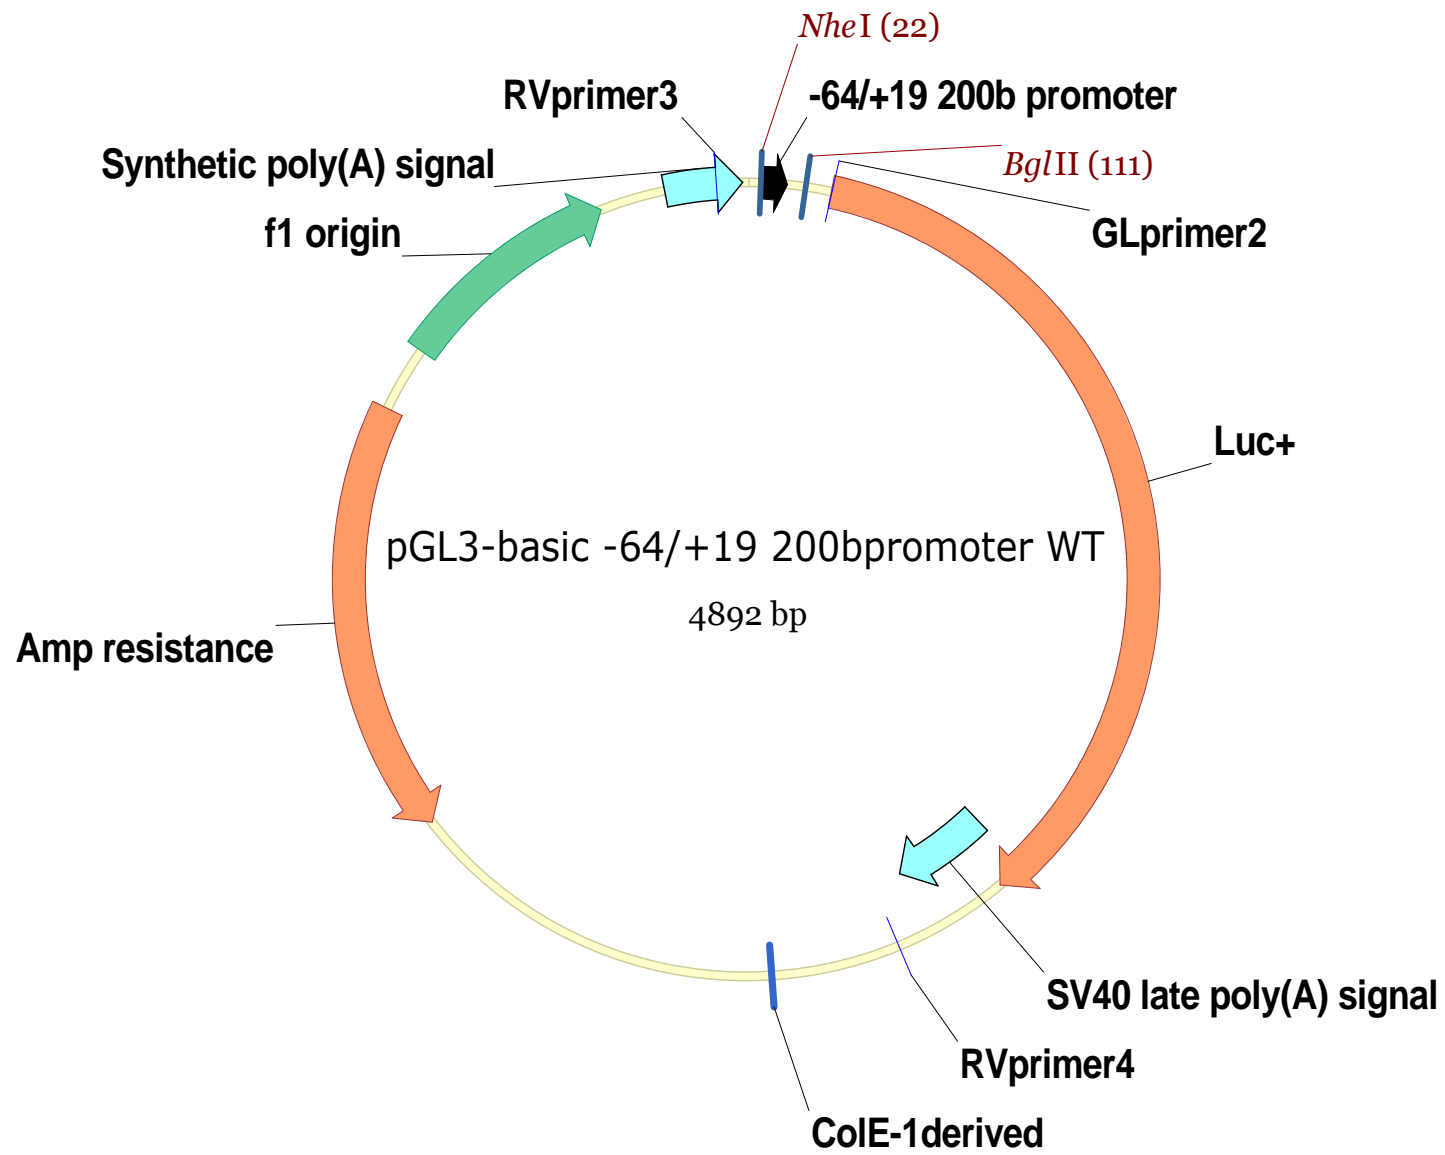 NheI (22)
RVprimer3
-64/+19 200b promoter
Synthetic poly(A) signal
BglII (111)
f1 origin
GLprimer2
Luc+
pGL3-basic -64/+19 200bpromoter WT
4892 bp
Amp resistance
SV40 late poly(A) signal
RVprimer4
ColE-1derived